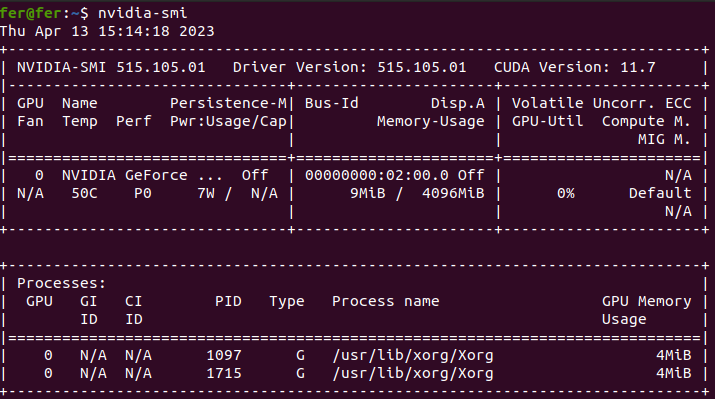 fer@fer:~$ nvidia-smi
Thu Apr 13 15:14:18 2023
+-----------------------------------------------------------------------------+
| NVIDIA-SMI 515.105.01   Driver Version: 515.105.01   CUDA Version: 11.7     |
|-------------------------------+----------------------+----------------------+
| GPU  Name        Persistence-M| Bus-Id        Disp.A | Volatile Uncorr. ECC |
| Fan  Temp  Perf  Pwr:Usage/Cap|         Memory-Usage | GPU-Util  Compute M. |
|                               |                      |               MIG M. |
|===============================+======================+======================|
|   0  NVIDIA GeForce ...  Off  | 00000000:02:00.0 Off |                  N/A |
| N/A   50C    P0     7W /  N/A |      9MiB /  4096MiB |      0%      Default |
|                               |                      |                  N/A |
+-------------------------------+----------------------+----------------------+

+-----------------------------------------------------------------------------+
| Processes:                                                                  |
|  GPU   GI   CI        PID   Type   Process name                  GPU Memory |
|        ID   ID                                                   Usage      |
|=============================================================================|
|    0   N/A  N/A      1097      G   /usr/lib/xorg/Xorg                  4MiB |
|    0   N/A  N/A      1715      G   /usr/lib/xorg/Xorg                  4MiB |
+-----------------------------------------------------------------------------+